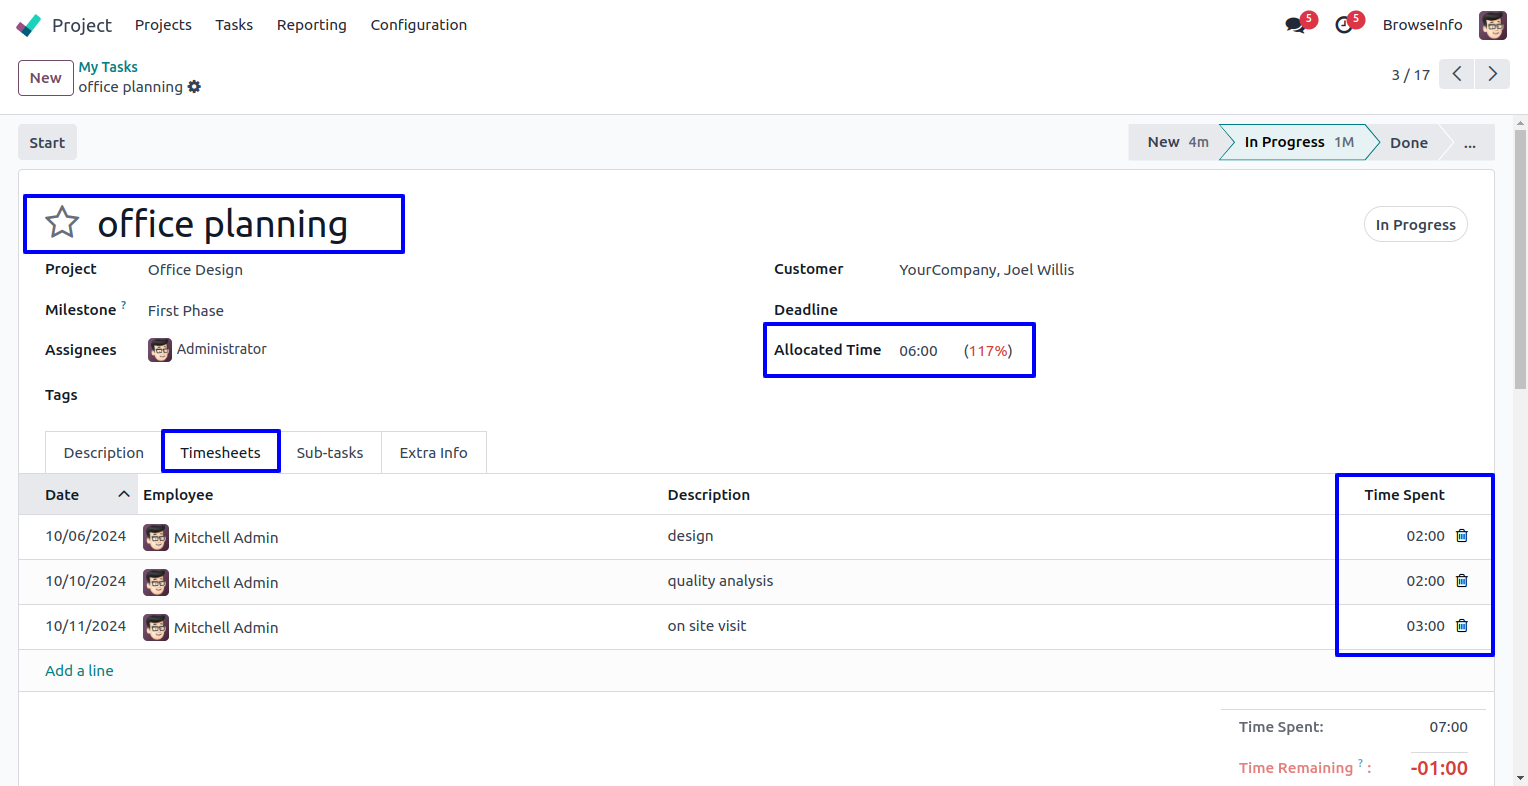 Project Projects Tasks Reporting Configuration 5 5 BrowseInfo
New My Tasks
office planning 3 / 17
Start New 4m In Progress 1M Done ...
office planning In Progress
Project Office Design Customer YourCompany, Joel Willis
Milestone ? First Phase Deadline
Assignees Administrator Allocated Time 06:00 (117%)
Tags
Description Timesheets Sub-tasks Extra Info
Date Employee Description Time Spent
10/06/2024 Mitchell Admin design 02:00
10/10/2024 Mitchell Admin quality analysis 02:00
10/11/2024 Mitchell Admin on site visit 03:00
Add a line
Time Spent: 07:00
Time Remaining ? : -01:00